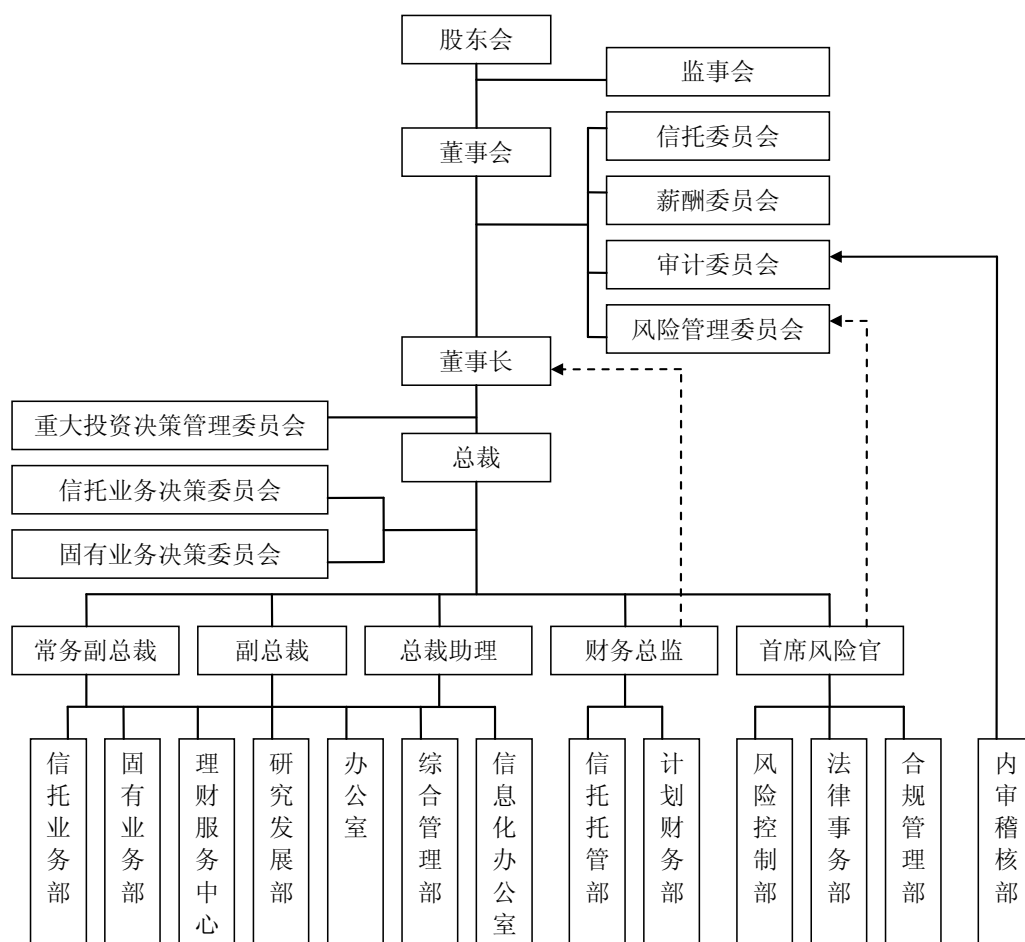 股东会
监事会
信托委员会
董事会
薪酬委员会
审计委员会
风险管理委员会
董事长
重大投资决策管理委员会
总裁
信托业务决策委员会
固有业务决策委员会
常务副总裁
副总裁
总裁助理
财务总监
首席风险官
信托业务部
固有业务部
理财服务中心
研究发展部
办公室
综合管理部
信息化办公室
信托托管部
计划财务部
风险控制部
法律事务部
合规管理部
内审稽核部